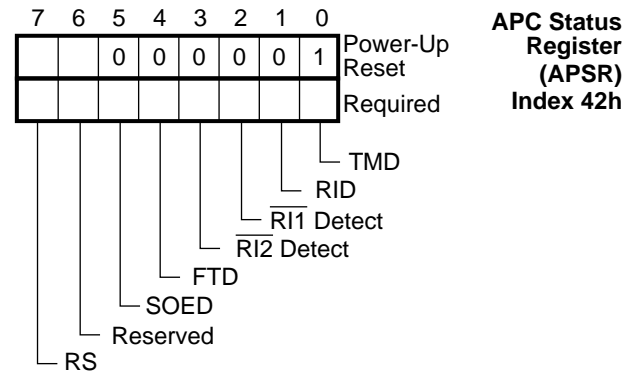 7 6 5 4 3 2 1 0
APC Status
Register
(APSR)
Index 42h
0 0 0 0 0 1
Power-Up
Reset
Required
TMD
RID
RI1 Detect
RI2 Detect
FTD
SOED
Reserved
RS